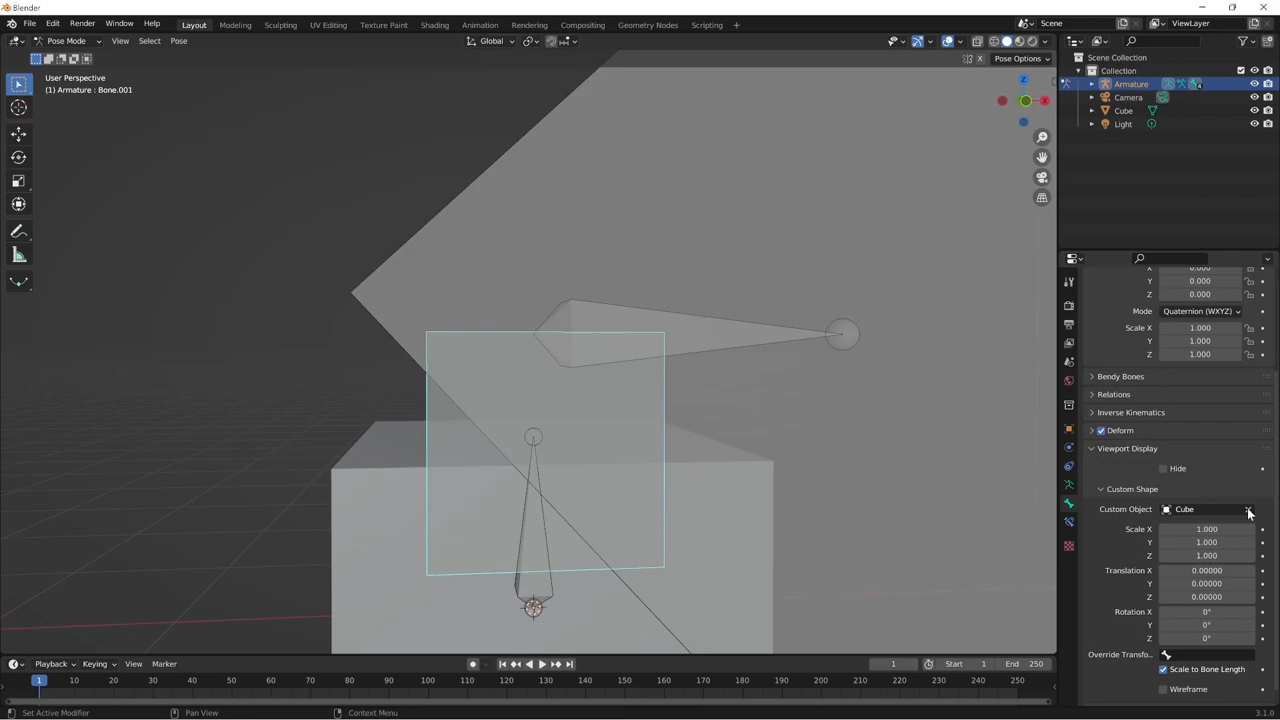 Blender
File Edit Render Window Help Layout Modeling Sculpting UV Editing Texture Paint Shading Animation Rendering Compositing Geometry Nodes Scripting + Scene ViewLayer
Pose Mode View Select Pose Global
X Pose Options
User Perspective
(1) Armature : Bone.001
Z
X
Scene Collection
Collection
Armature 4
Camera
Cube
Light
X 0.000
Y 0.000
Z 0.000
Mode Quaternion (WXYZ)
Scale X 1.000
Y 1.000
Z 1.000
Bendy Bones
Relations
Inverse Kinematics
Deform
Viewport Display
Hide
Custom Shape
Custom Object Cube
Scale X 1.000
Y 1.000
Z 1.000
Translation X 0.00000
Y 0.00000
Z 0.00000
Rotation X 0°
Y 0°
Z 0°
Override Transfo...
Scale to Bone Length
Wireframe
Playback Keying View Marker 1 Start 1 End 250
1 10 20 30 40 50 60 70 80 90 100 110 120 130 140 150 160 170 180 190 200 210 220 230 240 250
Set Active Modifier Pan View Context Menu 3.1.0